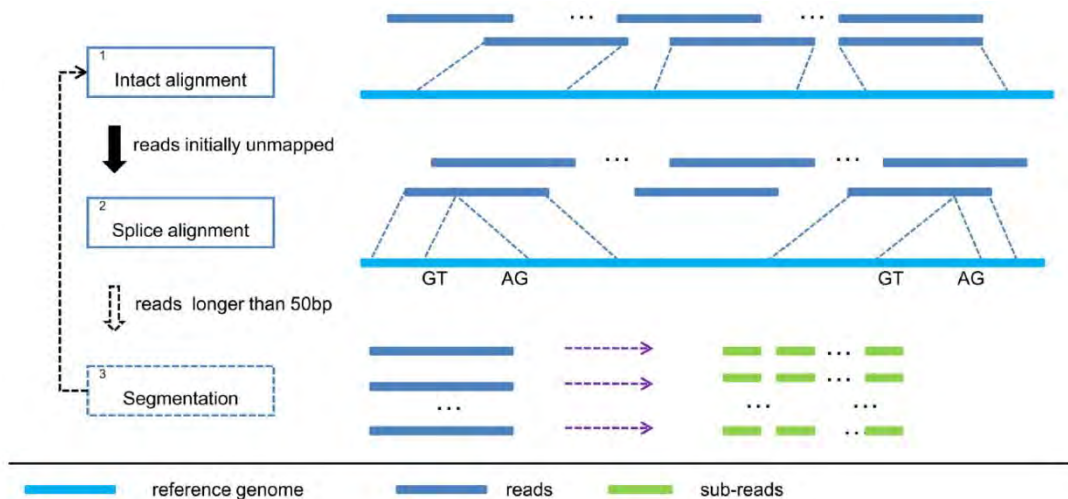 ... ...
1
Intact alignment
reads initially unmapped
... ...
2
Splice alignment
GT AG GT AG
reads longer than 50bp
...
3
Segmentation
...
... ...
...
reference genome reads sub-reads